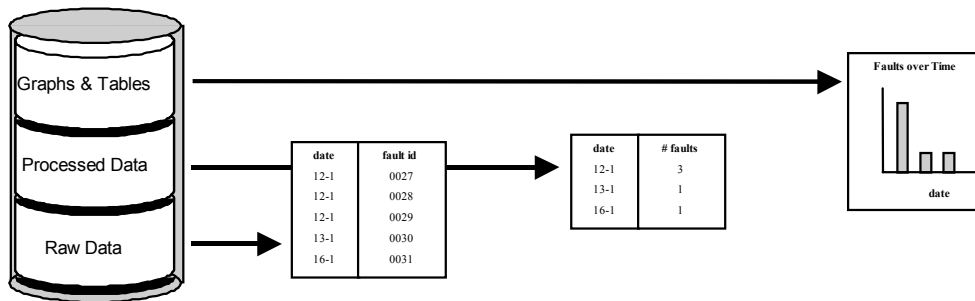 Graphs & Tables
Processed Data
Raw Data
date fault id
12-1 0027
12-1 0028
12-1 0029
13-1 0030
16-1 0031
date # faults
12-1 3
13-1 1
16-1 1
Faults over Time
date